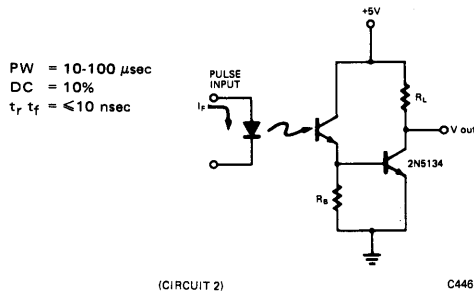 PW = 10-100 μsec
DC = 10%
tr tf = ≤10 nsec
+5V
PULSE
INPUT
IF
RL
V out
2N5134
RB
(CIRCUIT 2)
C446